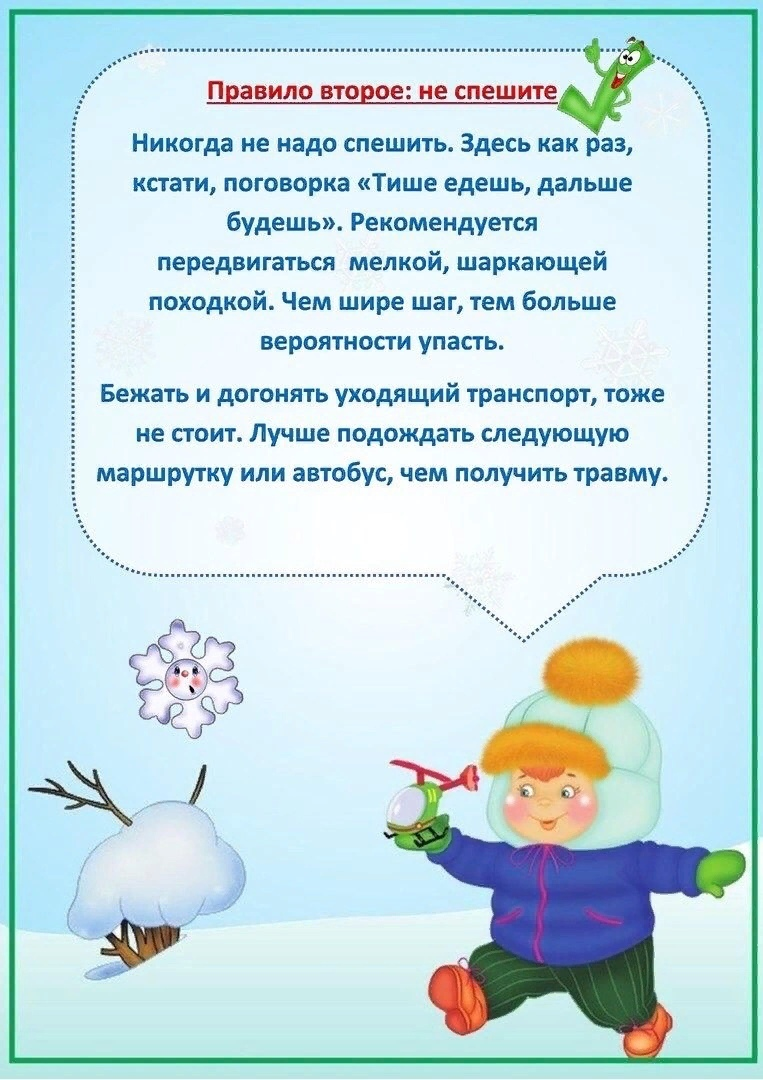 Правило второе: не спешите
Никогда не надо спешить. Здесь как раз,
кстати, поговорка «Тише едешь, дальше
будешь». Рекомендуется
передвигаться мелкой, шаркающей
походкой. Чем шире шаг, тем больше
вероятности упасть.
Бежать и догонять уходящий транспорт, тоже
не стоит. Лучше подождать следующую
маршрутку или автобус, чем получить травму.